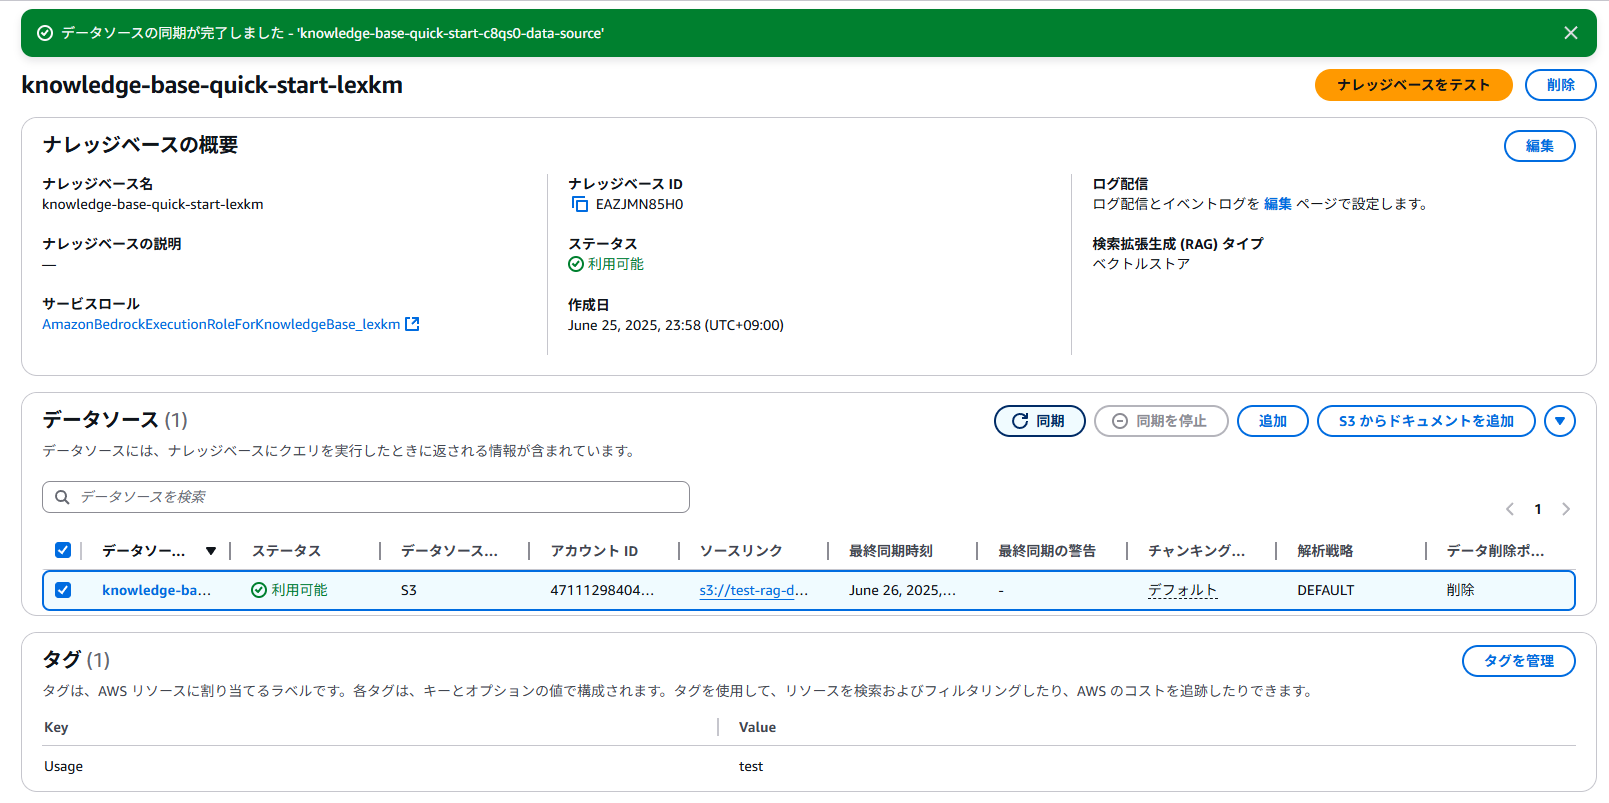 データソースの同期が完了しました - 'knowledge-base-quick-start-c8qs0-data-source'
knowledge-base-quick-start-lexkm
ナレッジベースをテスト
削除
ナレッジベースの概要
編集
ナレッジベース名
knowledge-base-quick-start-lexkm
ナレッジベースの説明
—
サービスロール
AmazonBedrockExecutionRoleForKnowledgeBase_lexkm
ナレッジベース ID
EAZJMN85H0
ステータス
利用可能
作成日
June 25, 2025, 23:58 (UTC+09:00)
ログ配信
ログ配信とイベントログを 編集 ページで設定します。
検索拡張生成 (RAG) タイプ
ベクトルストア
データソース (1)
同期
同期を停止
追加
S3 からドキュメントを追加
データソースには、ナレッジベースにクエリを実行したときに返される情報が含まれています。
データソースを検索
1
データソー... ステータス データソース... アカウント ID ソースリンク 最終同期時刻 最終同期の警告 チャンキング... 解析戦略 データ削除ポ...
knowledge-ba... 利用可能 S3 47111298404... s3://test-rag-d... June 26, 2025,... - デフォルト DEFAULT 削除
タグ (1)
タグを管理
タグは、AWS リソースに割り当てるラベルです。各タグは、キーとオプションの値で構成されます。タグを使用して、リソースを検索およびフィルタリングしたり、AWS のコストを追跡したりできます。
Key Value
Usage test